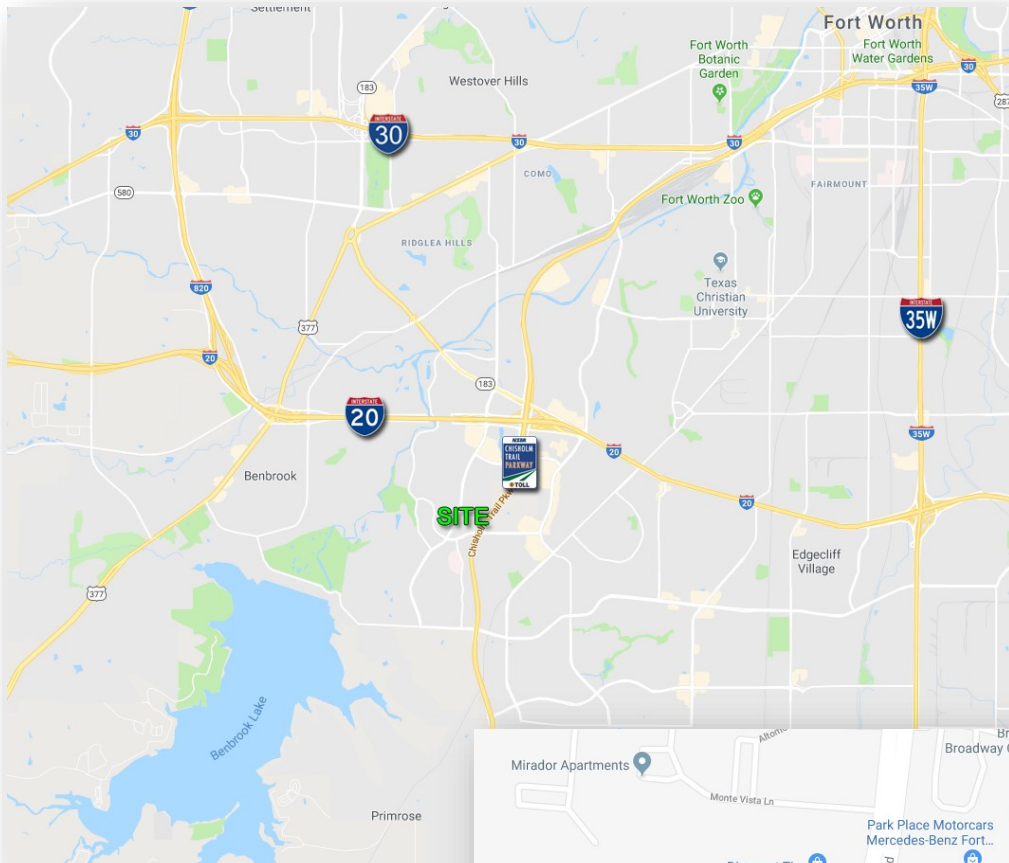 Settlement
Fort Worth
Fort Worth
Botanic
Garden
Fort Worth
Water Gardens
30
183
Westover Hills
35W
287
30
INTERSTATE
30
30
30
COMO
FAIRMOUNT
580
Fort Worth Zoo
RIDGLEA HILLS
Texas
Christian
University
820
INTERSTATE
35W
377
20
183
INTERSTATE
20
35W
CHISHOLM
TRAIL
PARKWAY
TOLL
20
Benbrook
20
SITE
Chisholm Trail Pkwy
Edgecliff
Village
377
Benbrook Lake
Primrose
Mirador Apartments
Monte Vista Ln
Broadway
Park Place Motorcars
Mercedes-Benz Fort...